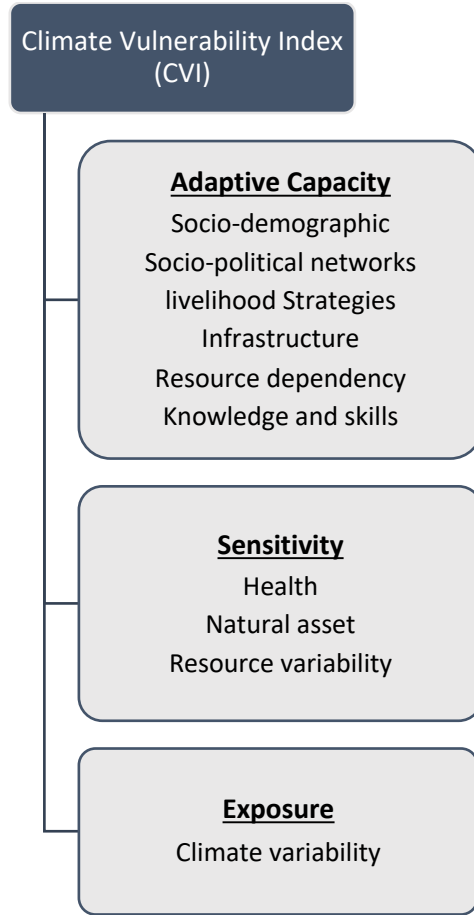 Climate Vulnerability Index
(CVI)
Adaptive Capacity
Socio-demographic
Socio-political networks
livelihood Strategies
Infrastructure
Resource dependency
Knowledge and skills
Sensitivity
Health
Natural asset
Resource variability
Exposure
Climate variability